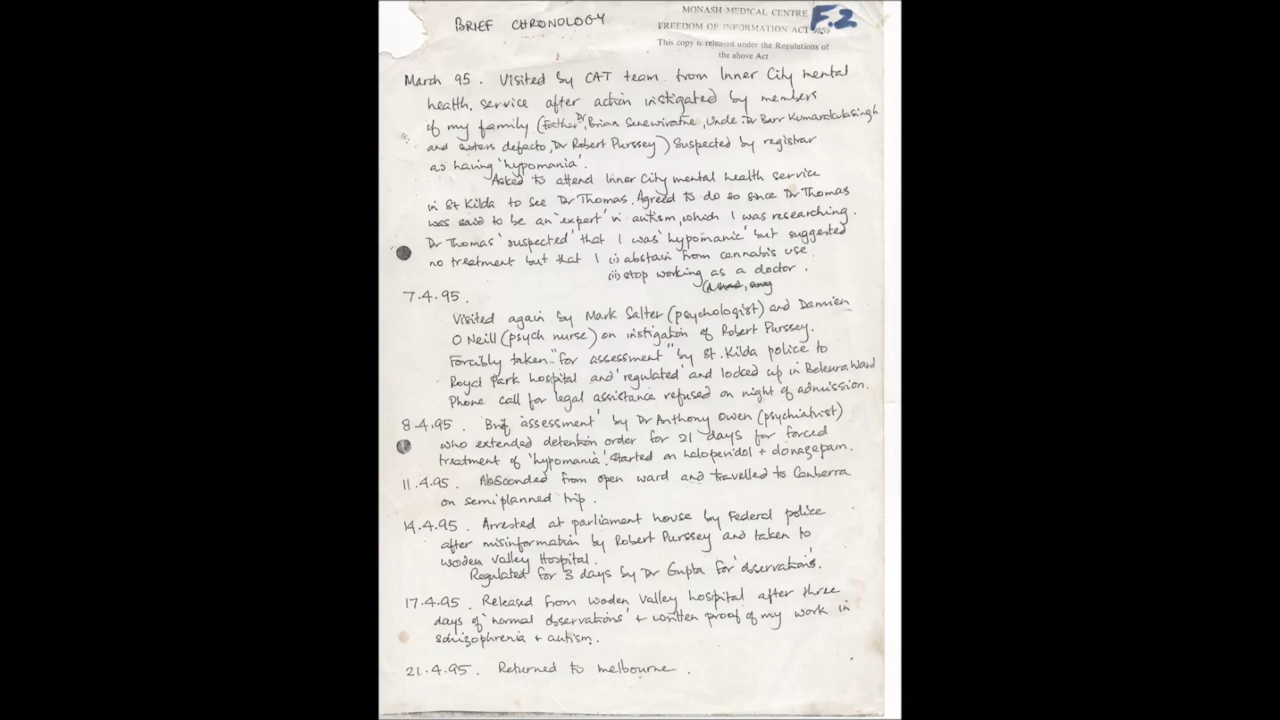 BRIEF CHRONOLOGY
MONASH MEDICAL CENTRE
FREEDOM OF INFORMATION ACT
F.2
This copy is released under the Regulations of
the above Act
March 95. Visited by CAT team from Inner City mental
health service after action instigated by members
of my family (Father, Dr Brian Senewiratne, Uncle Dr Burr Kumarakulasingh
and sisters defacto, Dr Robert Purssey) Suspected by registrar
as having 'hypomania'.
Asked to attend Inner City mental health service
in St Kilda to see Dr Thomas. Agreed to do so since Dr Thomas
was said to be an 'expert' in autism, which I was researching.
Dr Thomas 'suspected' that I was 'hypomanic' but suggested
no treatment but that I (i) abstain from cannabis use
(ii) stop working as a doctor.
7.4.95.
Visited again by Mark Salter (psychologist) and Damien
O Neill (psych nurse) on instigation of Robert Purssey.
Forcibly taken "for assessment" by St. Kilda police to
Royal Park hospital and 'regulated' and locked up in Beleura Ward
Phone call for legal assistance refused on night of admission.
8.4.95. Brief 'assessment' by Dr Anthony Owen (psychiatrist)
who extended detention order for 21 days for forced
treatment of 'hypomania'. Started on haloperidol + clonazepam.
11.4.95. Absconded from open ward and travelled to Canberra
on semiplanned trip.
14.4.95. Arrested at parliament house by Federal police
after misinformation by Robert Purssey and taken to
Woden Valley Hospital.
Regulated for 3 days by Dr Gupta for 'observations'.
17.4.95. Released from Woden Valley hospital after three
days of 'normal observations' + written proof of my work in
schizophrenia + autism.
21.4.95. Returned to Melbourne.